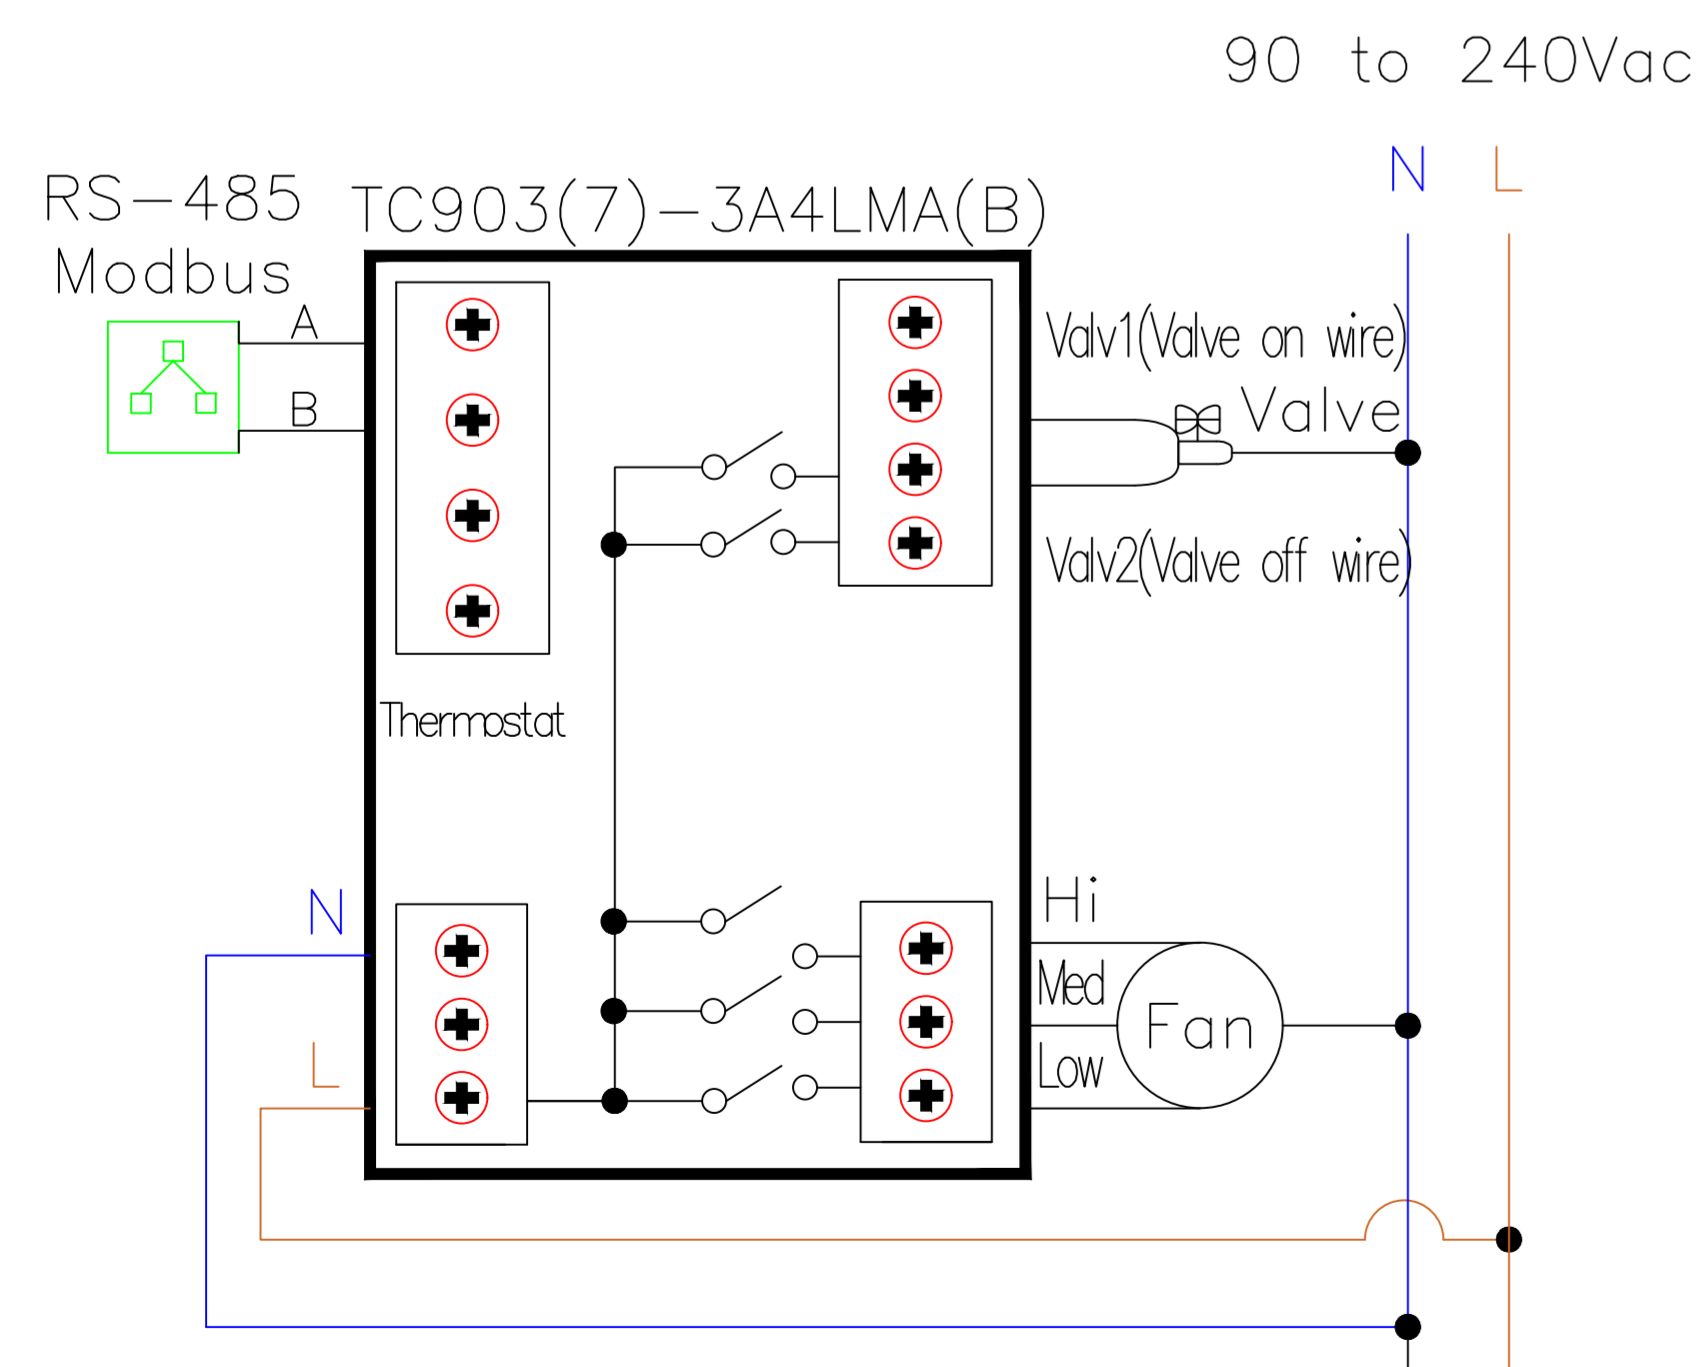 90 to 240Vac
N L
RS-485
Modbus
TC903(7)-3A4LMA(B)
A
B
Valv1(Valve on wire)
Valve
Valv2(Valve off wire)
Thermostat
N
L
Hi
Med
Low
Fan